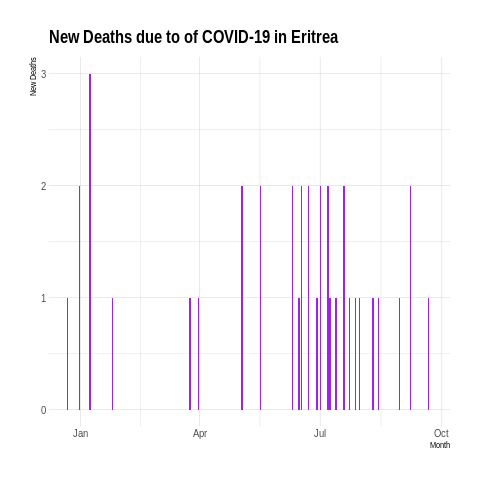 New Deaths due to of COVID-19 in Eritrea
New Deaths
3
2
1
0
Jan Apr Jul Oct
Month